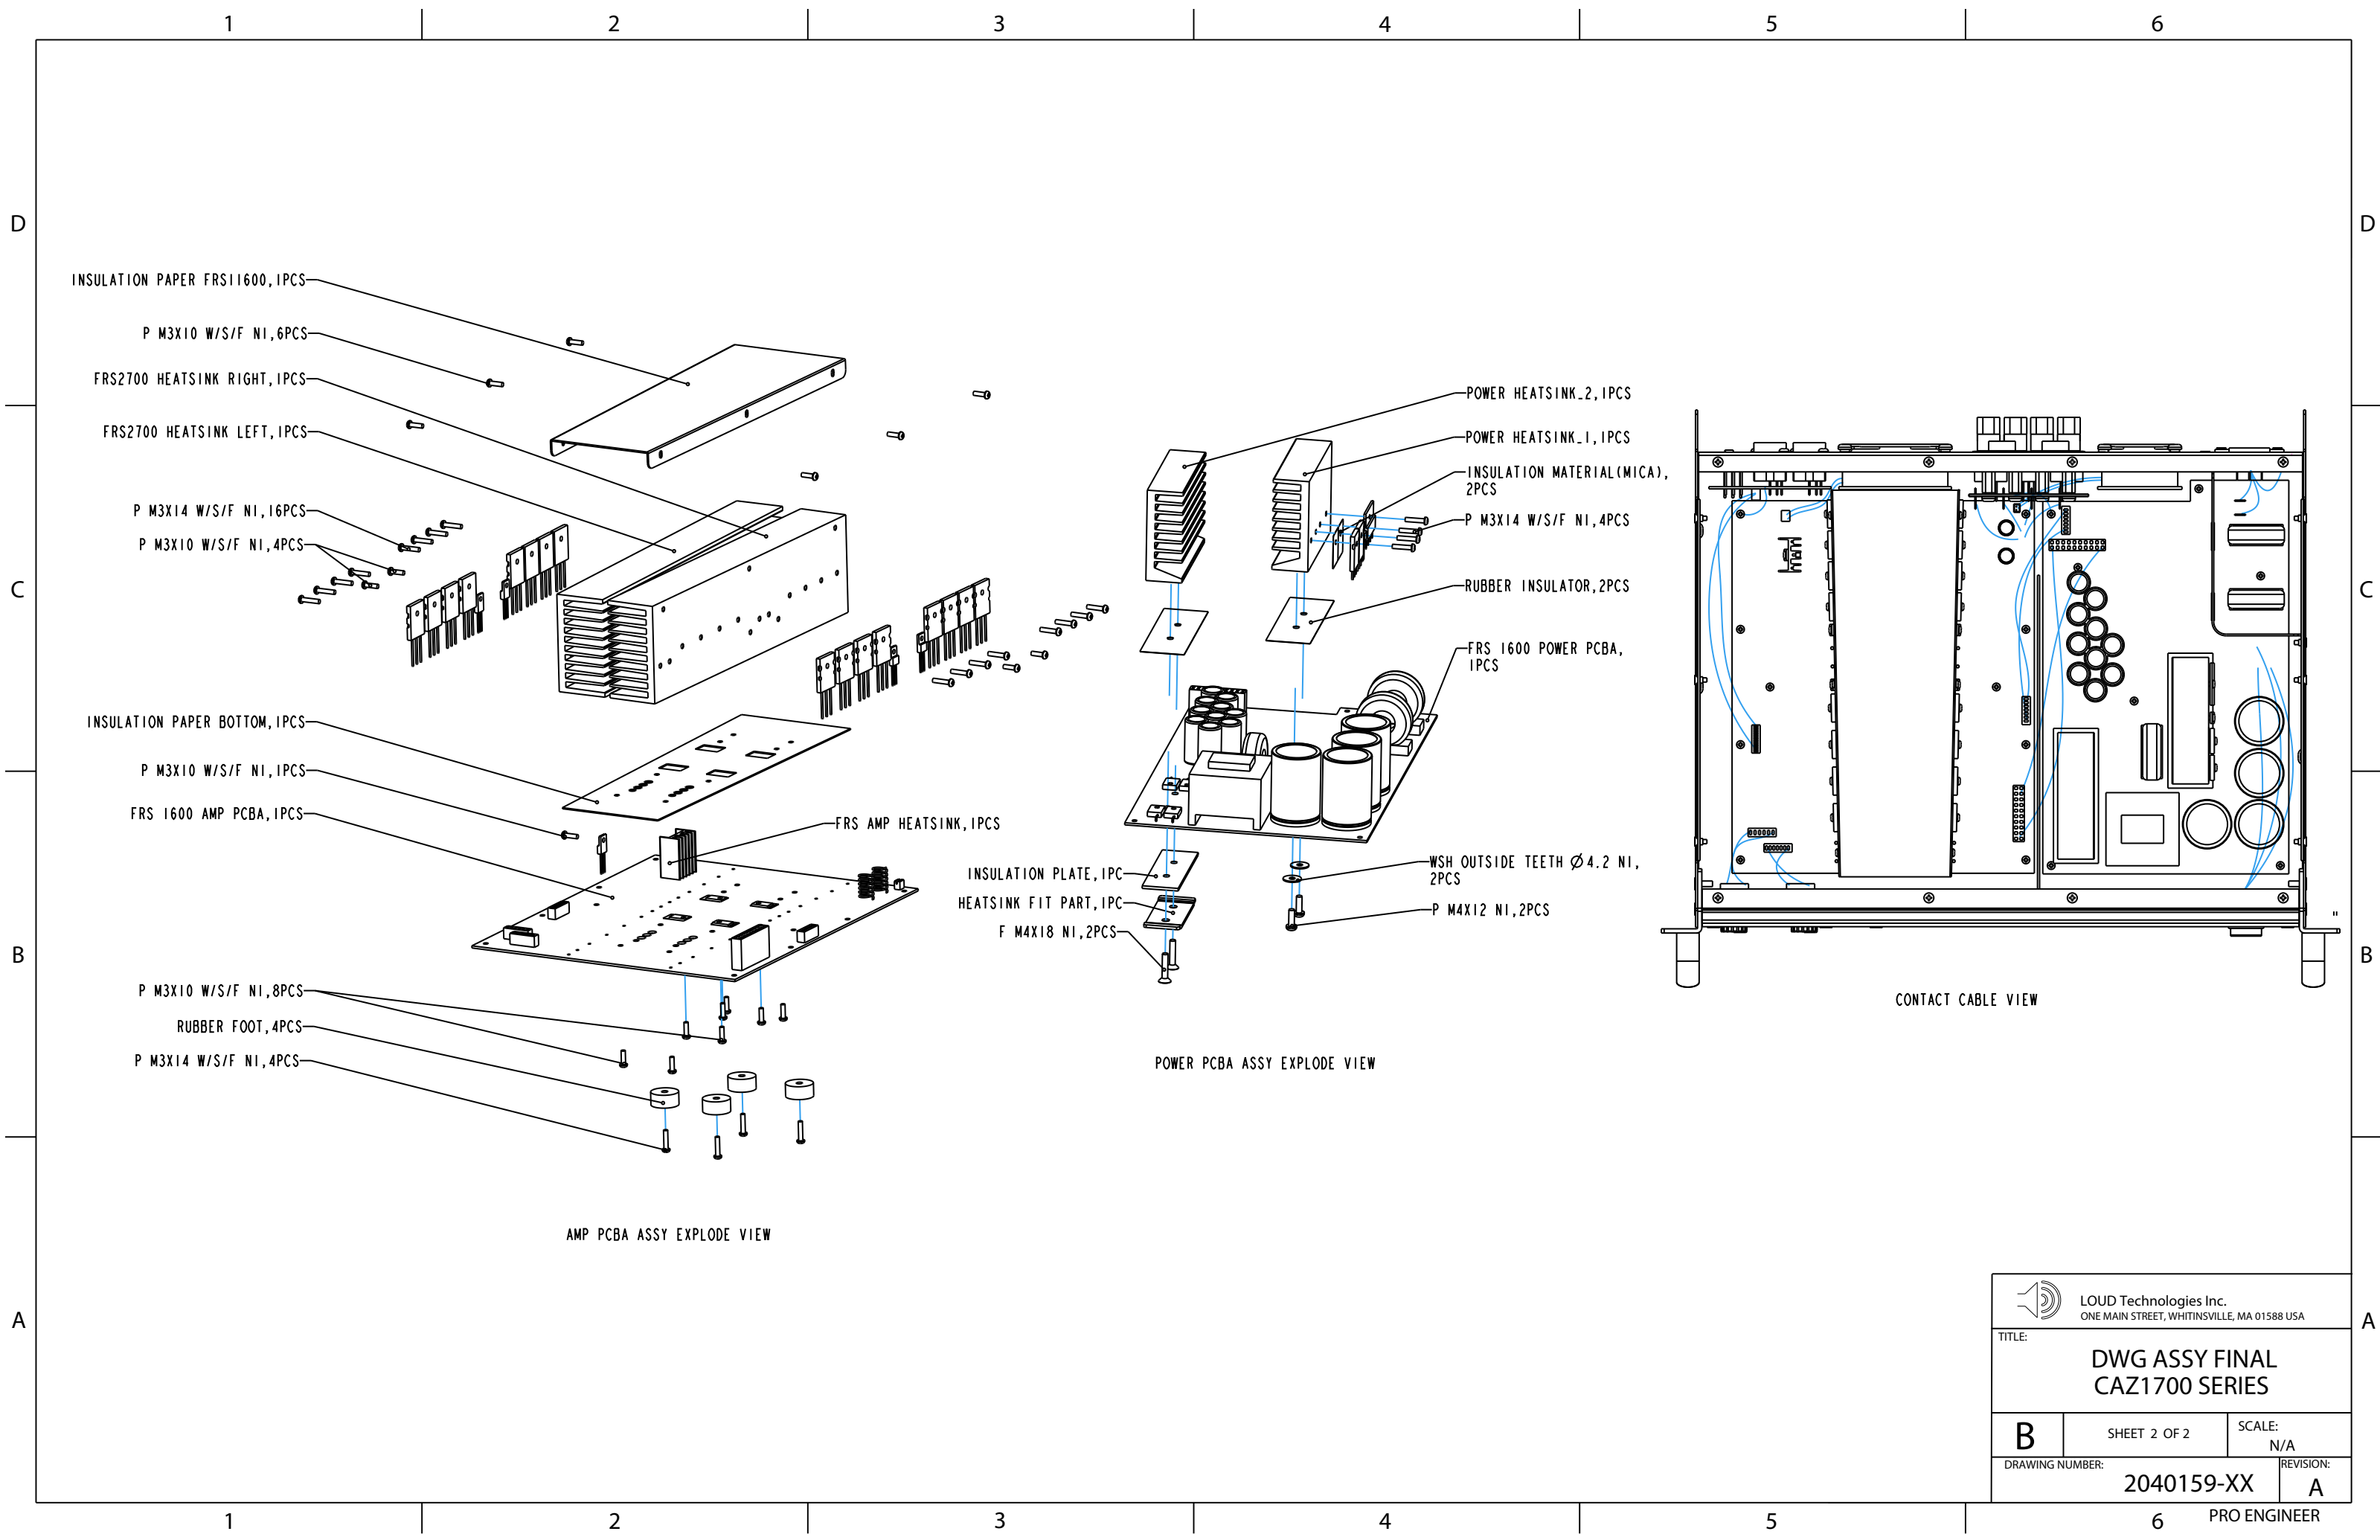 1 2 3 4 5 6
D D
INSULATION PAPER FRS11600,1PCS
P M3X10 W/S/F NI,6PCS
FRS2700 HEATSINK RIGHT,1PCS
FRS2700 HEATSINK LEFT,1PCS
P M3X14 W/S/F NI,16PCS
P M3X10 W/S/F NI,4PCS
C C
INSULATION PAPER BOTTOM,1PCS
P M3X10 W/S/F NI,1PCS
FRS 1600 AMP PCBA,1PCS
FRS AMP HEATSINK,1PCS
B B
P M3X10 W/S/F NI,8PCS
RUBBER FOOT,4PCS
P M3X14 W/S/F NI,4PCS
AMP PCBA ASSY EXPLODE VIEW
POWER HEATSINK_2,1PCS
POWER HEATSINK_1,1PCS
INSULATION MATERIAL(MICA),
2PCS
P M3X14 W/S/F NI,4PCS
RUBBER INSULATOR,2PCS
FRS 1600 POWER PCBA,
1PCS
INSULATION PLATE,1PC
HEATSINK FIT PART,1PC
F M4X18 NI,2PCS
WSH OUTSIDE TEETH Ø4.2 NI,
2PCS
P M4X12 NI,2PCS
POWER PCBA ASSY EXPLODE VIEW
"
CONTACT CABLE VIEW
A A
LOUD Technologies Inc.
ONE MAIN STREET, WHITINSVILLE, MA 01588 USA
TITLE:
DWG ASSY FINAL
CAZ1700 SERIES
B
SHEET 2 OF 2
SCALE:
N/A
DRAWING NUMBER:
2040159-XX
REVISION:
A
1 2 3 4 5 6
PRO ENGINEER